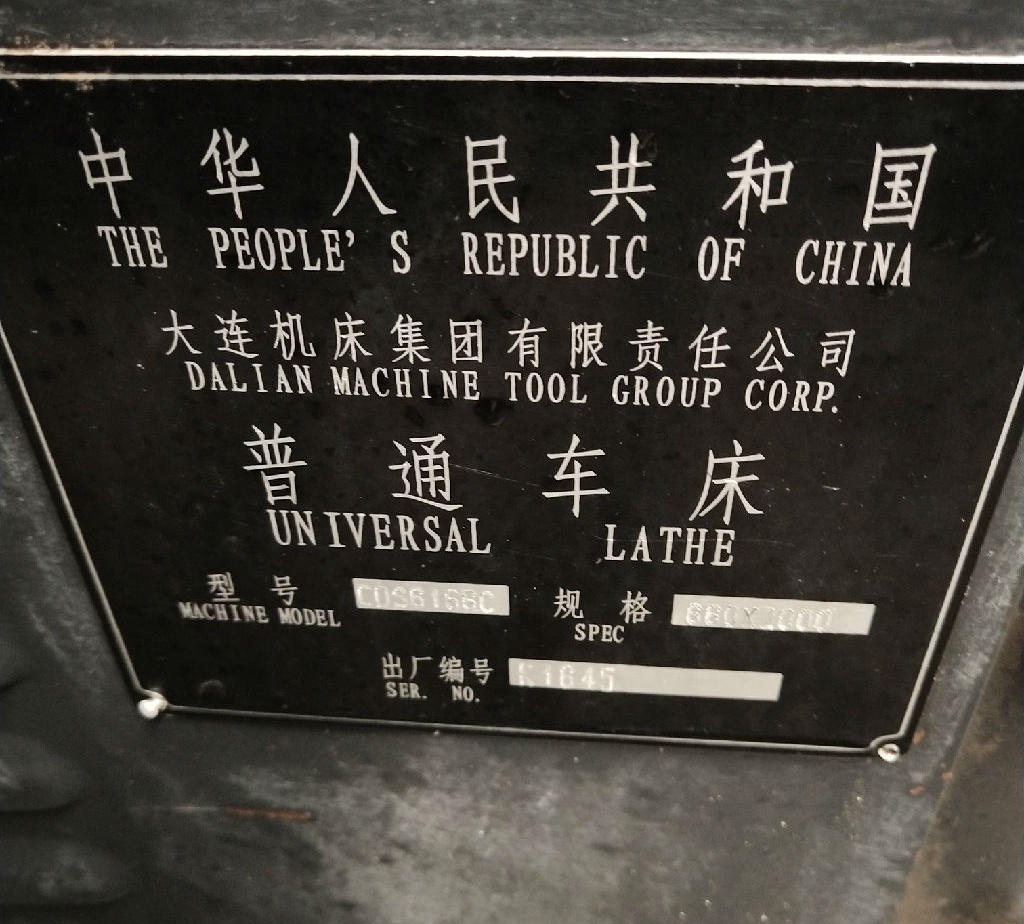 中华人民共和国
THE PEOPLE'S REPUBLIC OF CHINA
大连机床集团有限责任公司
DALIAN MACHINE TOOL GROUP CORP.
普通车床
UNIVERSAL LATHE
型号 规格
MACHINE MODEL SPEC
出厂编号 K1645
SER. NO.